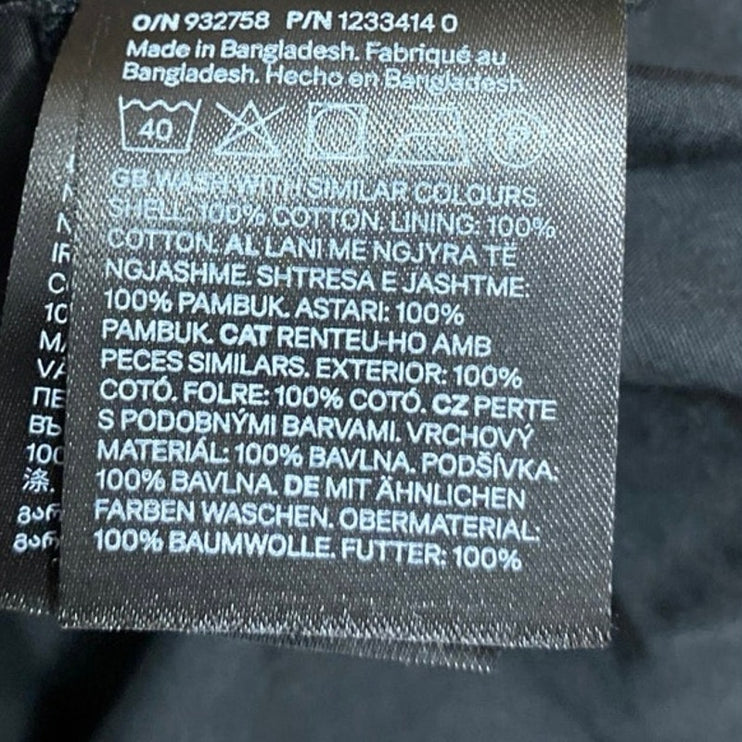 O/N 932758 P/N 1233414 0
Made in Bangladesh. Fabriqué au
Bangladesh. Hecho en Bangladesh.
40
P
GB WASH WITH SIMILAR COLOURS.
SHELL: 100% COTTON. LINING: 100%
COTTON. AL LANI ME NGJYRA TË
NGJASHME. SHTRESA E JASHTME:
100% PAMBUK. ASTARI: 100%
PAMBUK. CAT RENTEU-HO AMB
PECES SIMILARS. EXTERIOR: 100%
COTÓ. FOLRE: 100% COTÓ. CZ PERTE
S PODOBNÝMI BARVAMI. VRCHOVÝ
MATERIÁL: 100% BAVLNA. PODŠÍVKA:
100% BAVLNA. DE MIT ÄHNLICHEN
FARBEN WASCHEN. OBERMATERIAL:
100% BAUMWOLLE. FUTTER: 100%